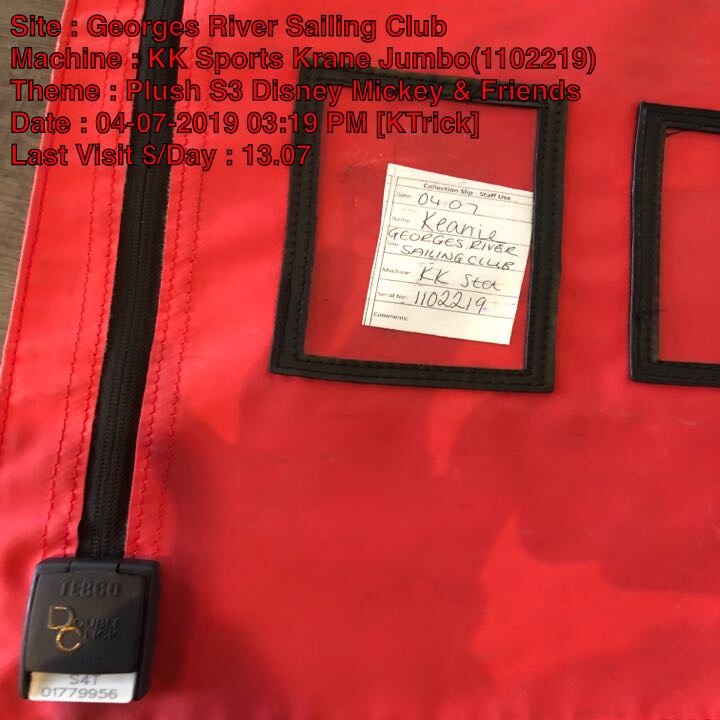 Site : Georges River Sailing Club
Machine : KK Sports Krane Jumbo(1102219)
Theme : Plush S3 Disney Mickey & Friends
Date : 04-07-2019 03:19 PM [KTrick]
Last Visit $/Day : 13.07
Collection Slip - Staff Use
Date: 04.07
Name: Keanie
GEORGES RIVER
Site: SAILING CLUB
Machine: KK Std
Serial No: 1102219
Comments:
DOUBLE
CLICK
S41
01779956